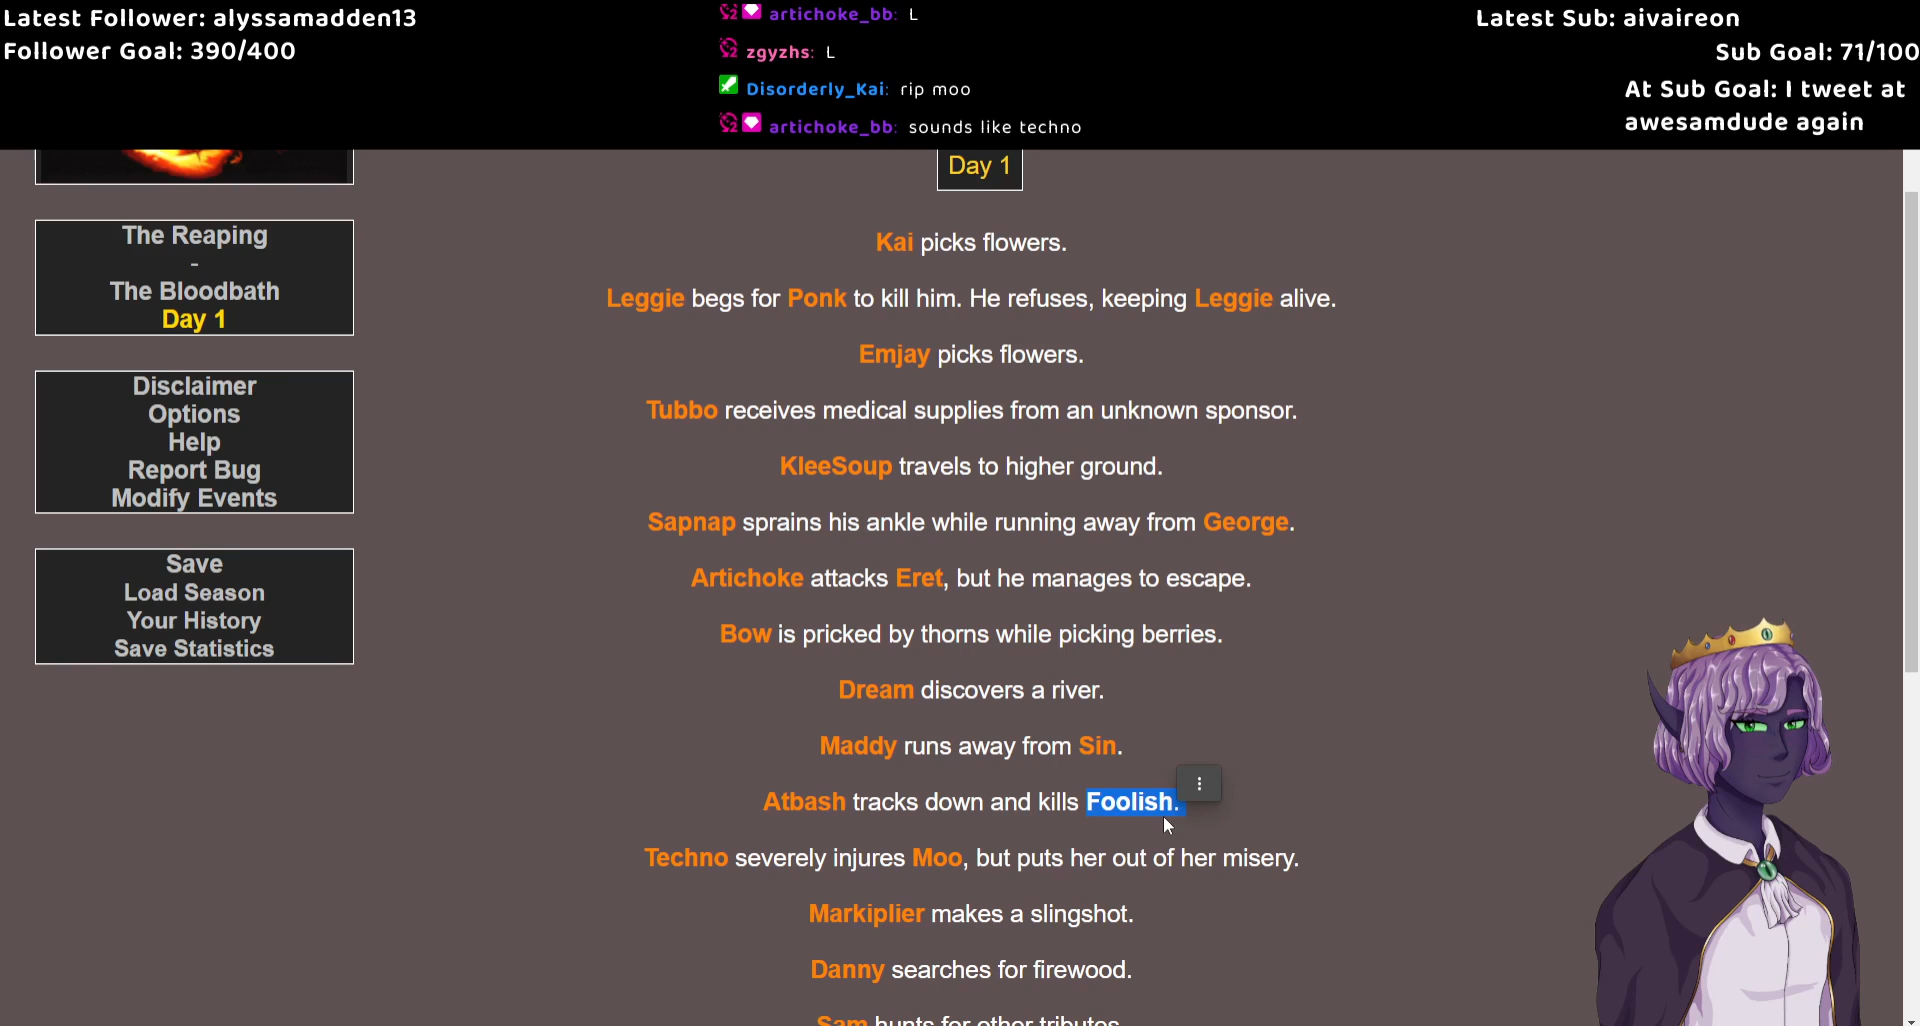 Latest Follower: alyssamadden13
Follower Goal: 390/400
artichoke_bb: L
zgyzhs: L
Disorderly_Kai: rip moo
artichoke_bb: sounds like techno
Latest Sub: aivaireon
Sub Goal: 71/100
At Sub Goal: I tweet at
awesamdude again
The Reaping
-
The Bloodbath
Day 1
Disclaimer
Options
Help
Report Bug
Modify Events
Save
Load Season
Your History
Save Statistics
Day 1
Kai picks flowers.
Leggie begs for Ponk to kill him. He refuses, keeping Leggie alive.
Emjay picks flowers.
Tubbo receives medical supplies from an unknown sponsor.
KleeSoup travels to higher ground.
Sapnap sprains his ankle while running away from George.
Artichoke attacks Eret, but he manages to escape.
Bow is pricked by thorns while picking berries.
Dream discovers a river.
Maddy runs away from Sin.
Atbash tracks down and kills Foolish.
Techno severely injures Moo, but puts her out of her misery.
Markiplier makes a slingshot.
Danny searches for firewood.
Sam hunts for other tributes.